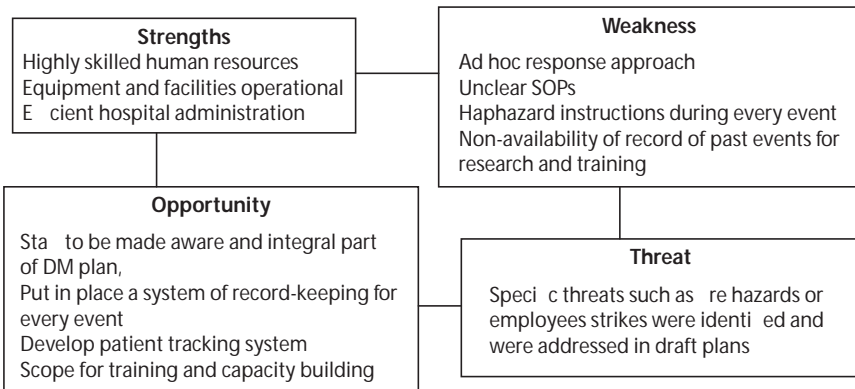 Strengths
Highly skilled human resources
Equipment and facilities operational
E cient hospital administration
Weakness
Ad hoc response approach
Unclear SOPs
Haphazard instructions during every event
Non-availability of record of past events for
research and training
Opportunity
Sta to be made aware and integral part
of DM plan,
Put in place a system of record-keeping for
every event
Develop patient tracking system
Scope for training and capacity building
Threat
Speci c threats such as re hazards or
employees strikes were identi ed and
were addressed in draft plans